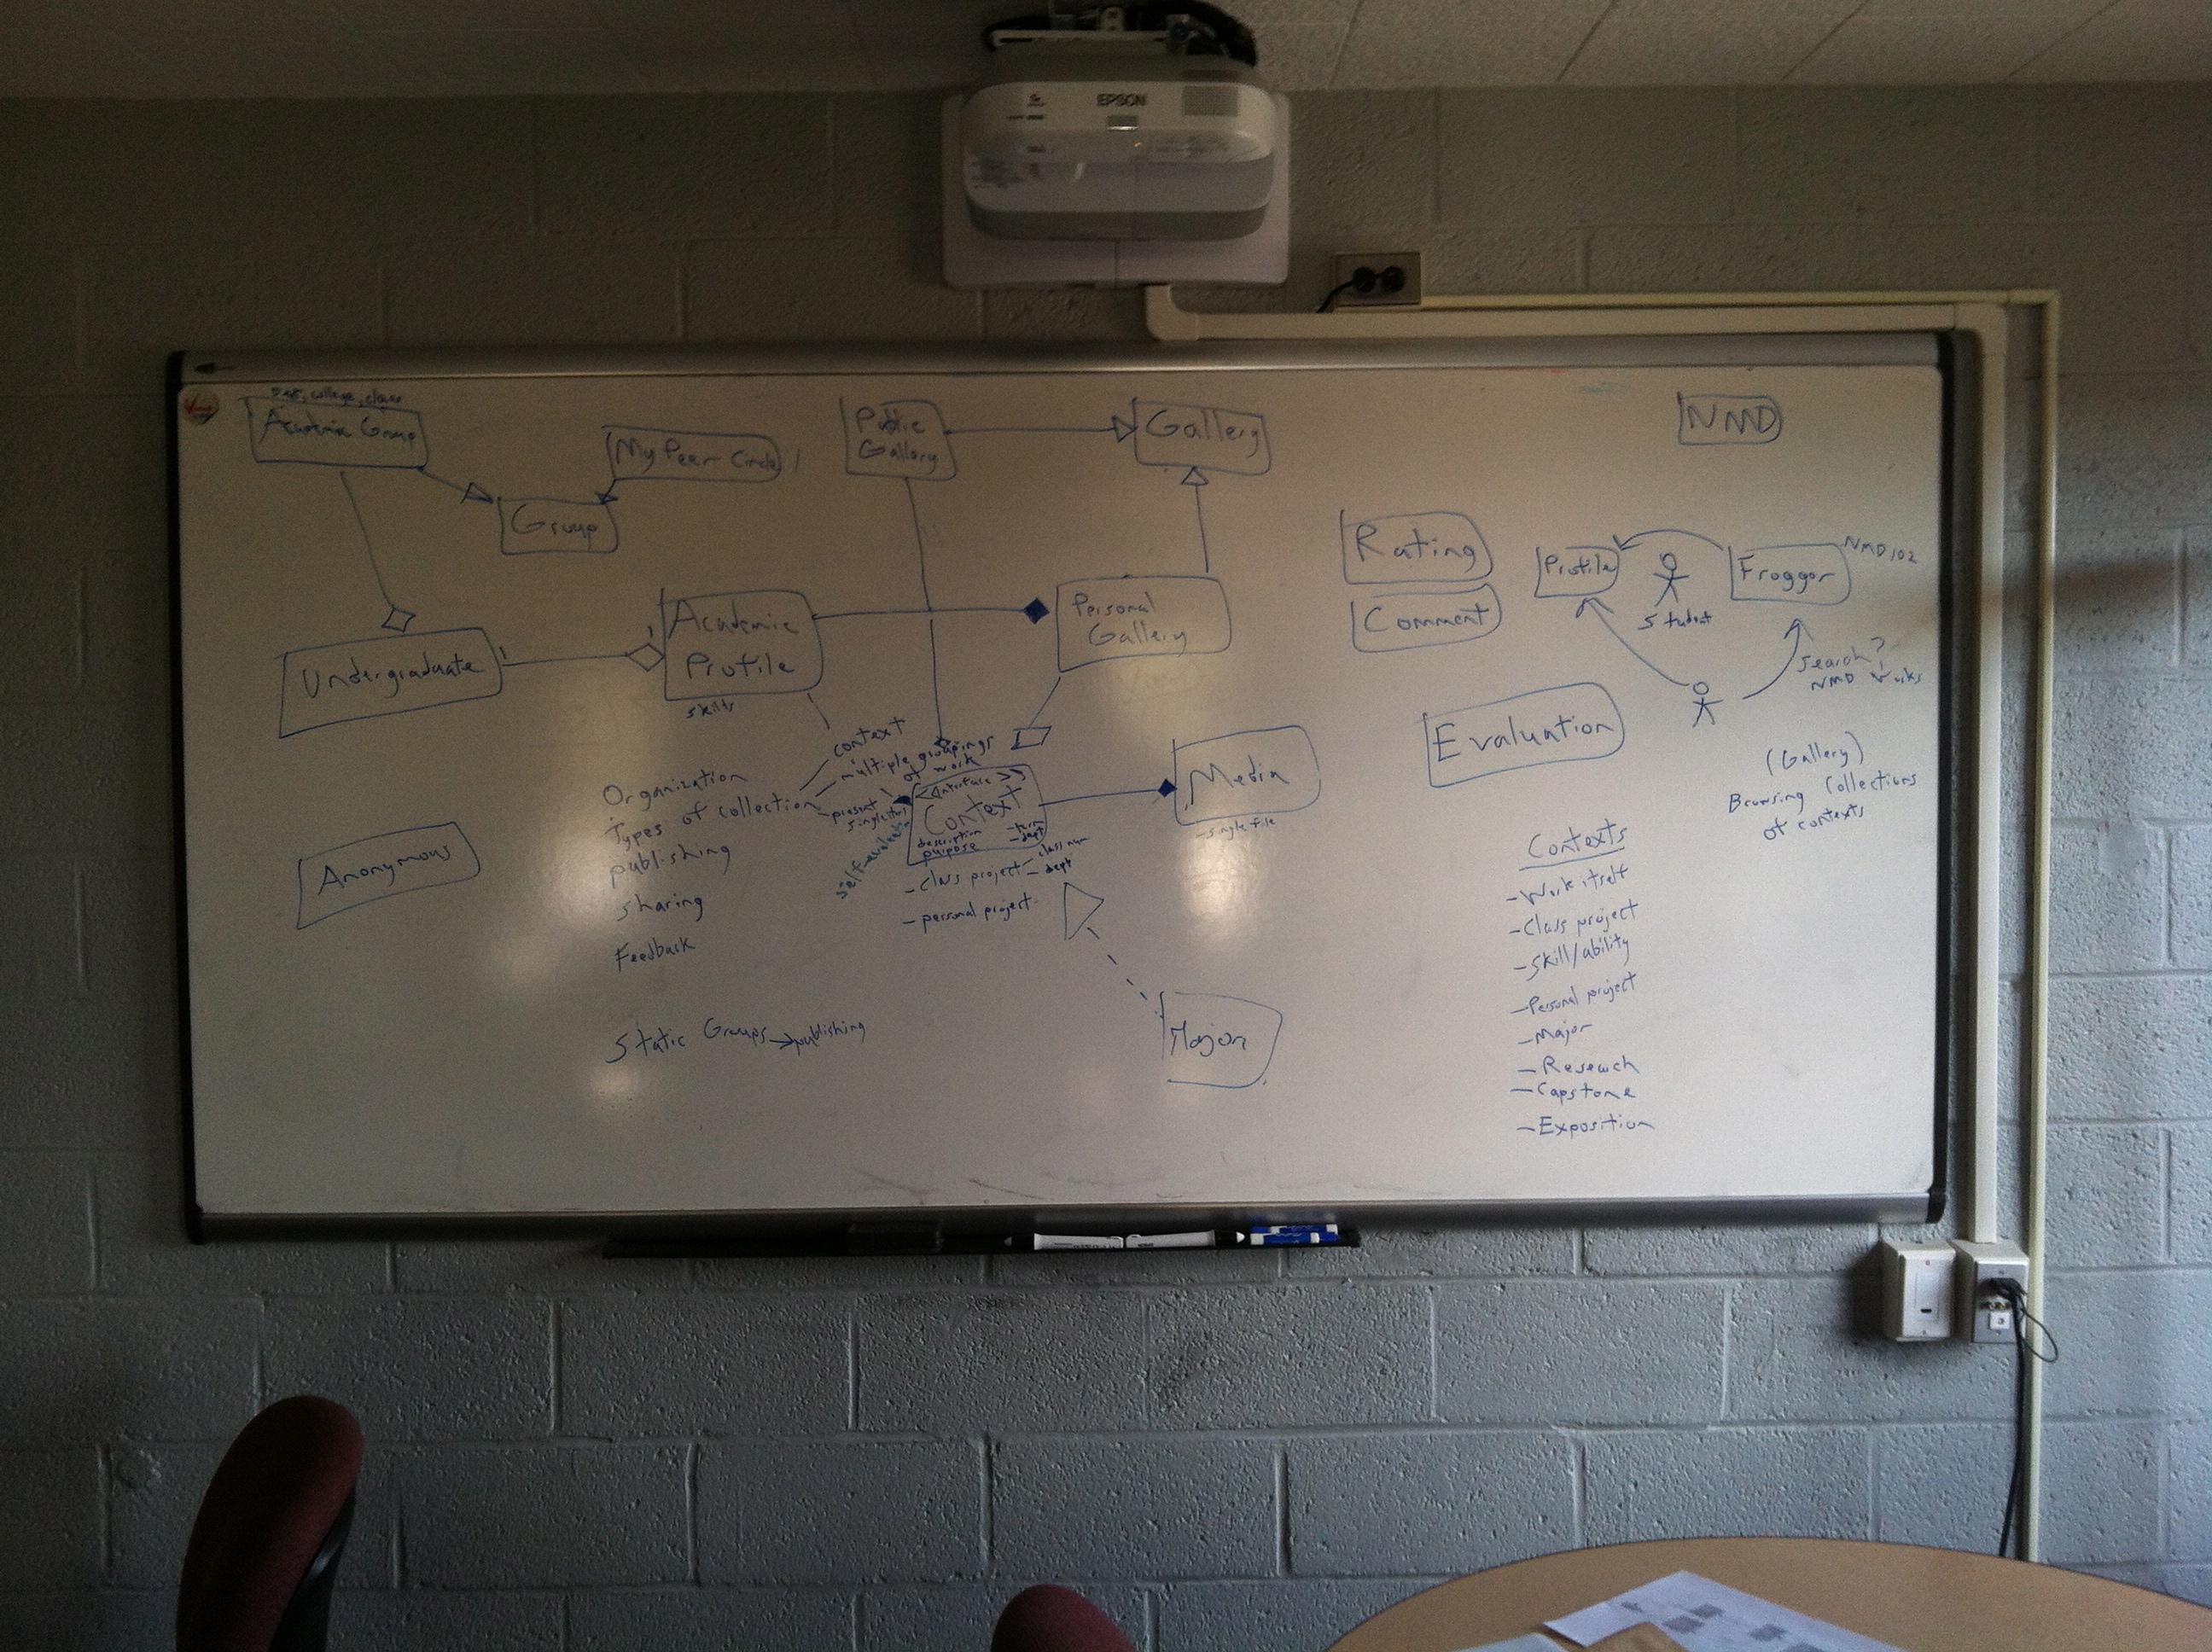 EPSON
college, class
Academic Group
My Peer Circle
Group
Public
Gallery
Gallery
NMD
Undergraduate
Academic
Profile
skills
Personal
Gallery
Rating
Comment
Profile
Student
Froggor
NMD 102
Search?
NMD works
Evaluation
(Gallery)
Browsing Collections
of contexts
context
multiple groupings
of work
Organization
Types of collection
publishing
sharing
Feedback
present
<<interface>>
Context
description
purpose
- term
- dept
- class project - class num
- dept
- personal project
Media
- single file
Anonymous
Static Groups → publishing
Major
Contexts
- Work itself
- Class project
- Skill/ability
- Personal project
- Major
- Research
- Capstone
- Exposition